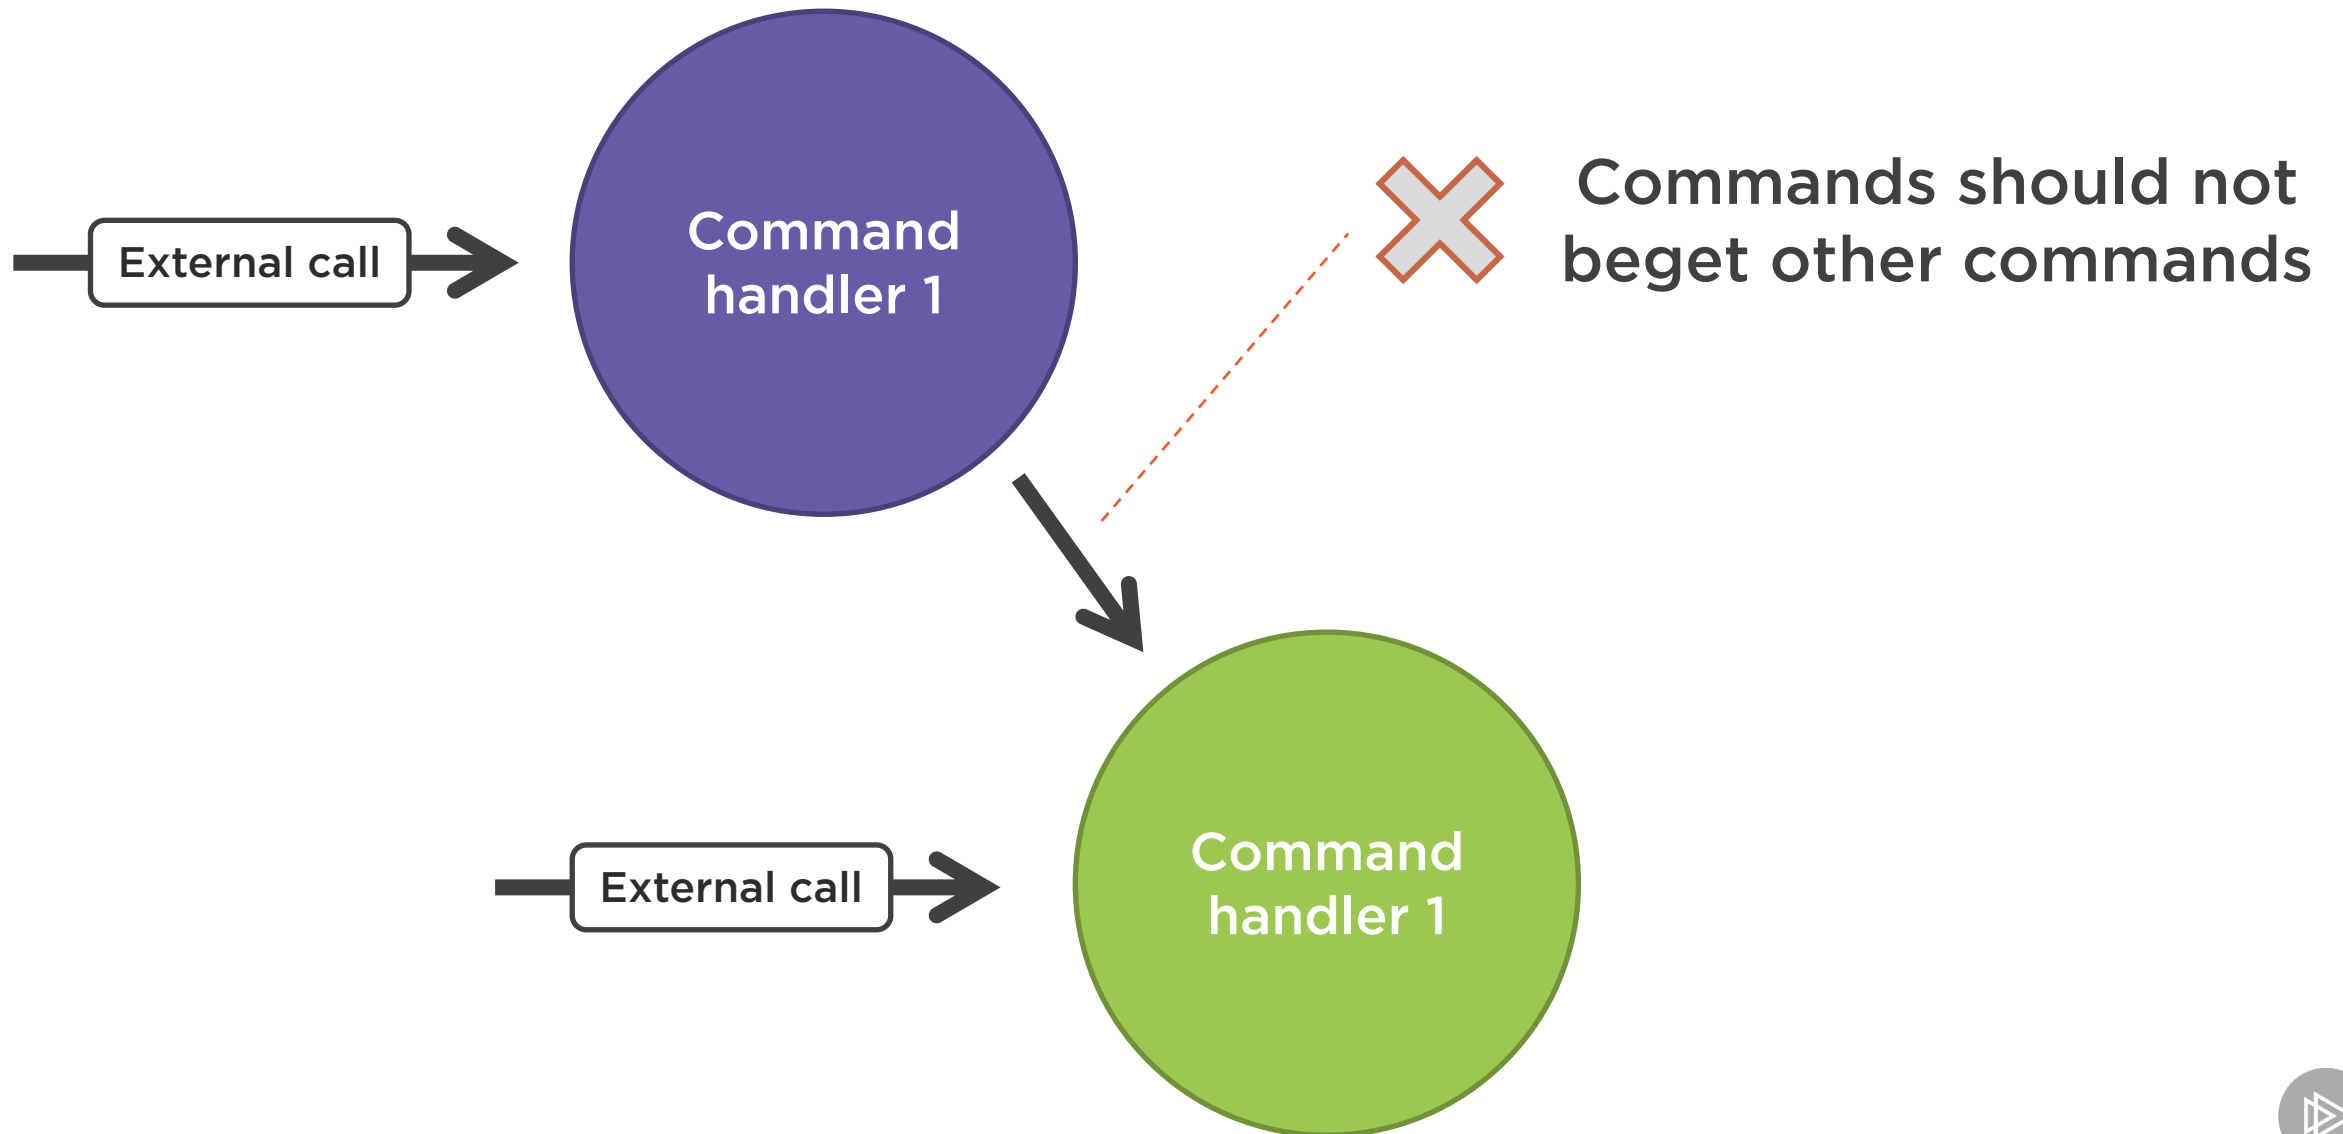 External call
Command
handler 1
Commands should not
beget other commands
External call
Command
handler 1